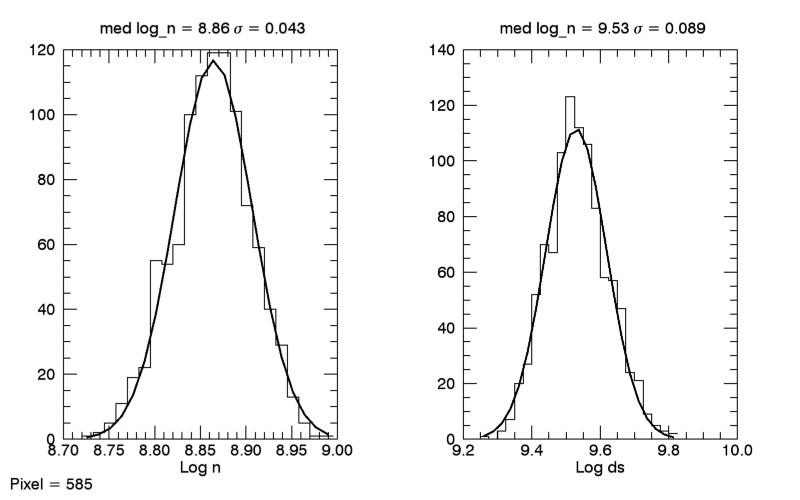 med log_n = 8.86 σ = 0.043
med log_n = 9.53 σ = 0.089
120
100
80
60
40
20
0
8.70 8.75 8.80 8.85 8.90 8.95 9.00
Log n
140
120
100
80
60
40
20
0
9.2 9.4 9.6 9.8 10.0
Log ds
Pixel = 585